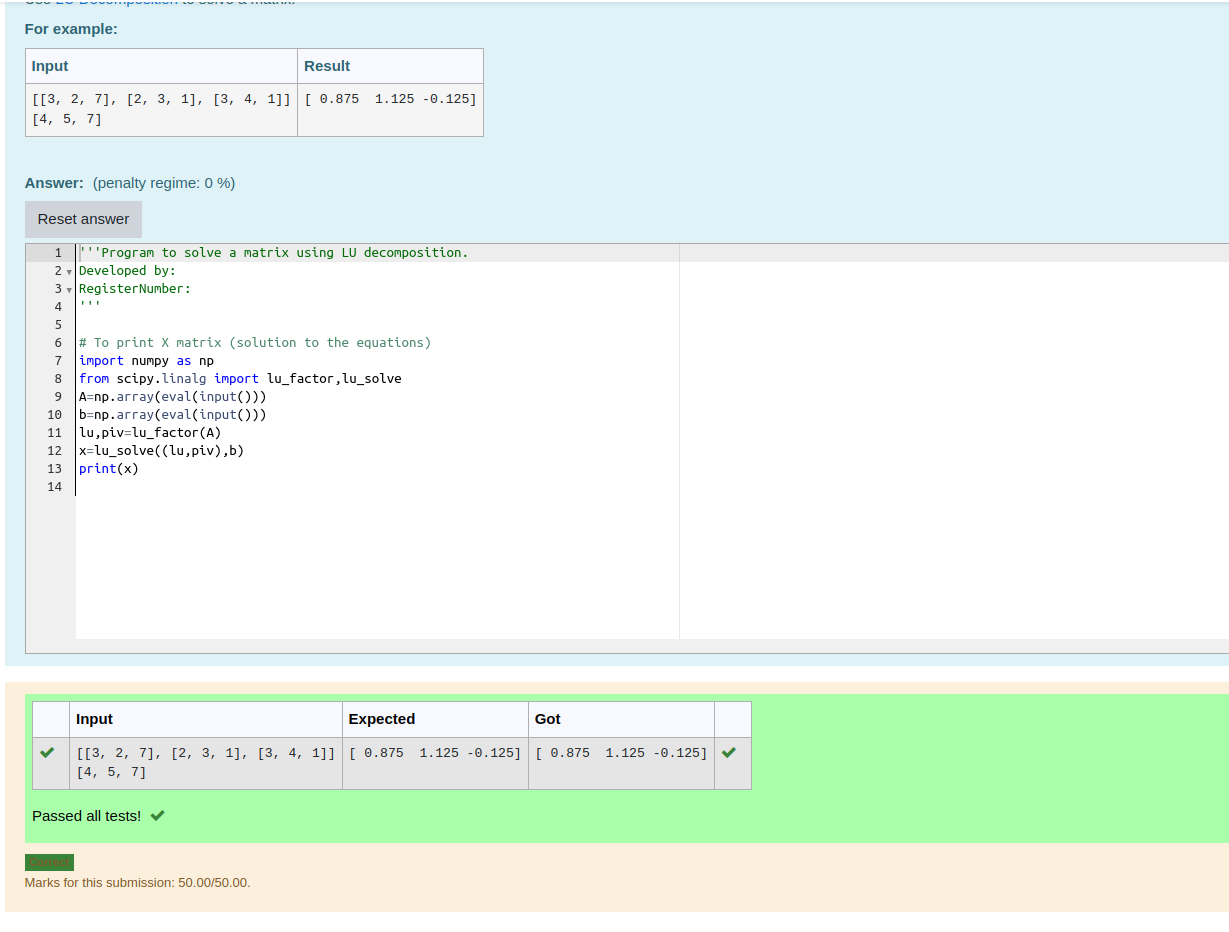 Use LU Decomposition to solve a matrix.
For example:
Input Result
[[3, 2, 7], [2, 3, 1], [3, 4, 1]] [ 0.875  1.125 -0.125]
[4, 5, 7]
Answer: (penalty regime: 0 %)
Reset answer
1 '''Program to solve a matrix using LU decomposition.
2 Developed by:
3 RegisterNumber:
4 '''
5
6 # To print X matrix (solution to the equations)
7 import numpy as np
8 from scipy.linalg import lu_factor,lu_solve
9 A=np.array(eval(input()))
10 b=np.array(eval(input()))
11 lu,piv=lu_factor(A)
12 x=lu_solve((lu,piv),b)
13 print(x)
14
Input Expected Got
[[3, 2, 7], [2, 3, 1], [3, 4, 1]] [ 0.875  1.125 -0.125] [ 0.875  1.125 -0.125]
[4, 5, 7]
Passed all tests!
Correct
Marks for this submission: 50.00/50.00.